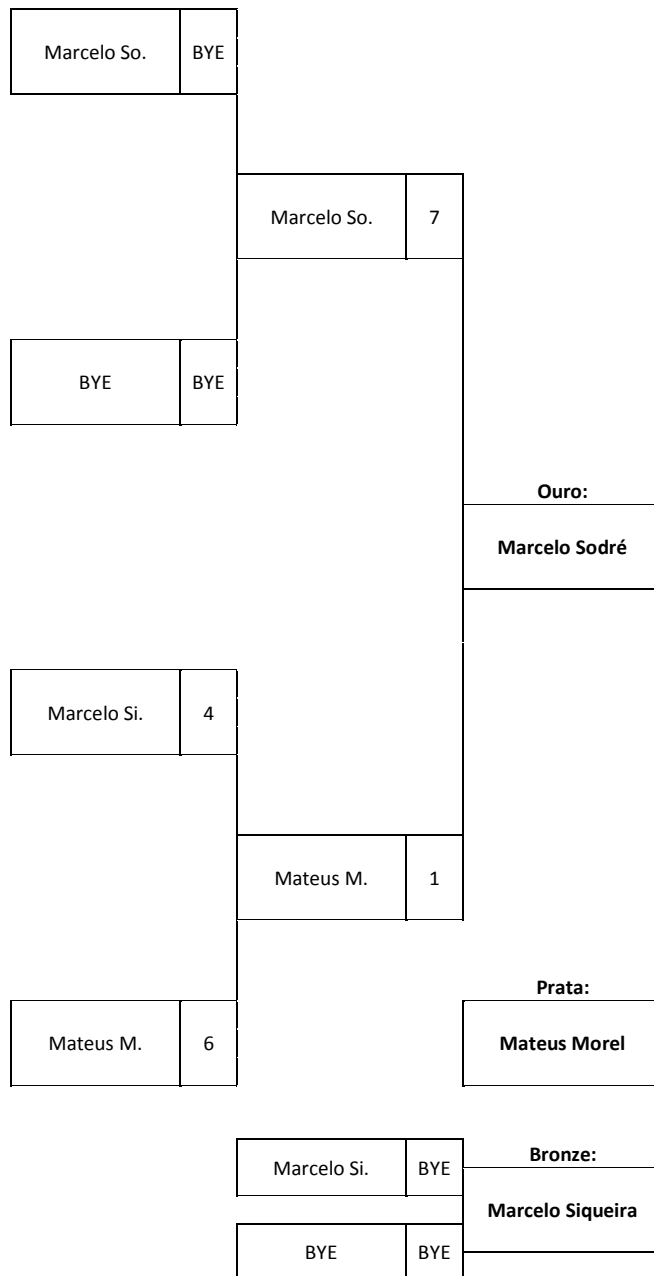 Marcelo So. BYE
Marcelo So. 7
BYE BYE
Ouro:
Marcelo Sodré
Marcelo Si. 4
Mateus M. 1
Prata:
Mateus M. 6
Mateus Morel
Bronze:
Marcelo Si. BYE
Marcelo Siqueira
BYE BYE